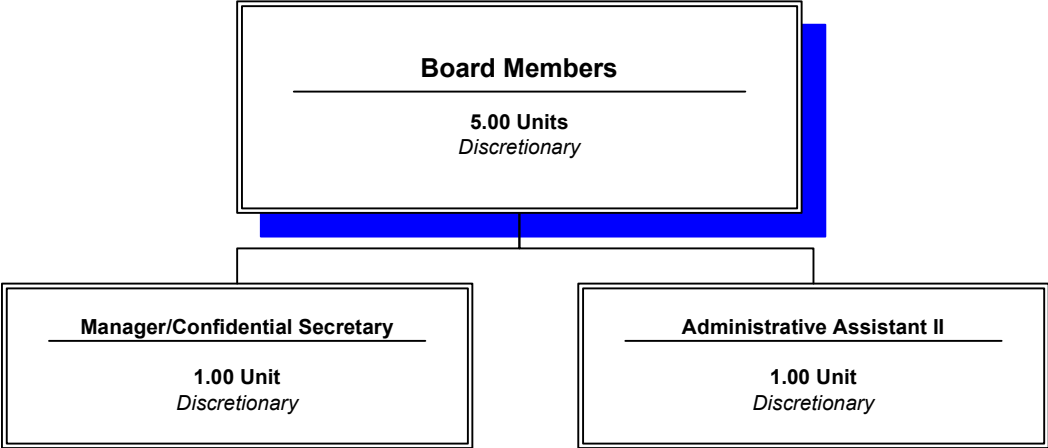 Board Members
5.00 Units
Discretionary
Manager/Confidential Secretary
1.00 Unit
Discretionary
Administrative Assistant II
1.00 Unit
Discretionary